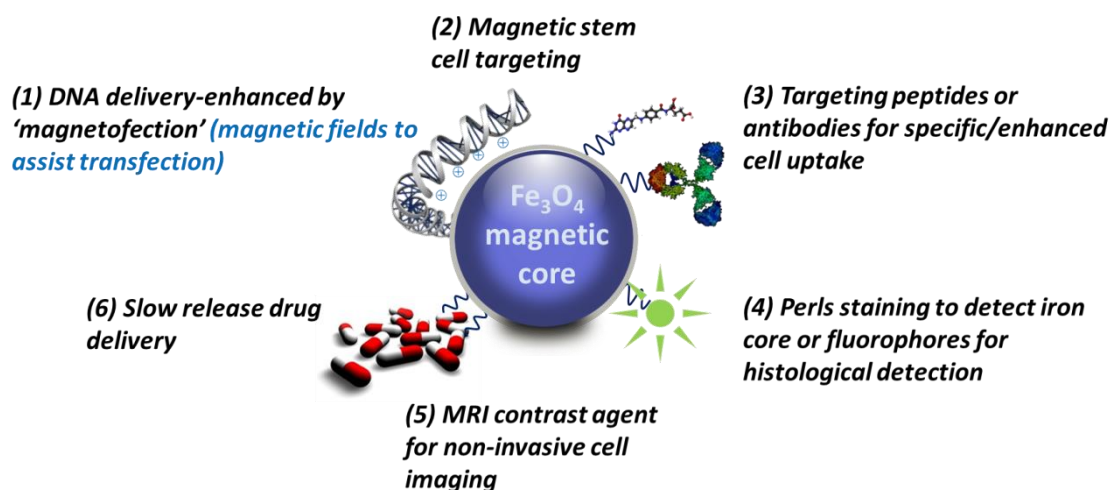 (2) Magnetic stem
cell targeting
(1) DNA delivery-enhanced by
‘magnetofection’ (magnetic fields to
assist transfection)
(3) Targeting peptides or
antibodies for specific/enhanced
cell uptake
Fe₃O₄
magnetic
core
(6) Slow release drug
delivery
(4) Perls staining to detect iron
core or fluorophores for
histological detection
(5) MRI contrast agent
for non-invasive cell
imaging